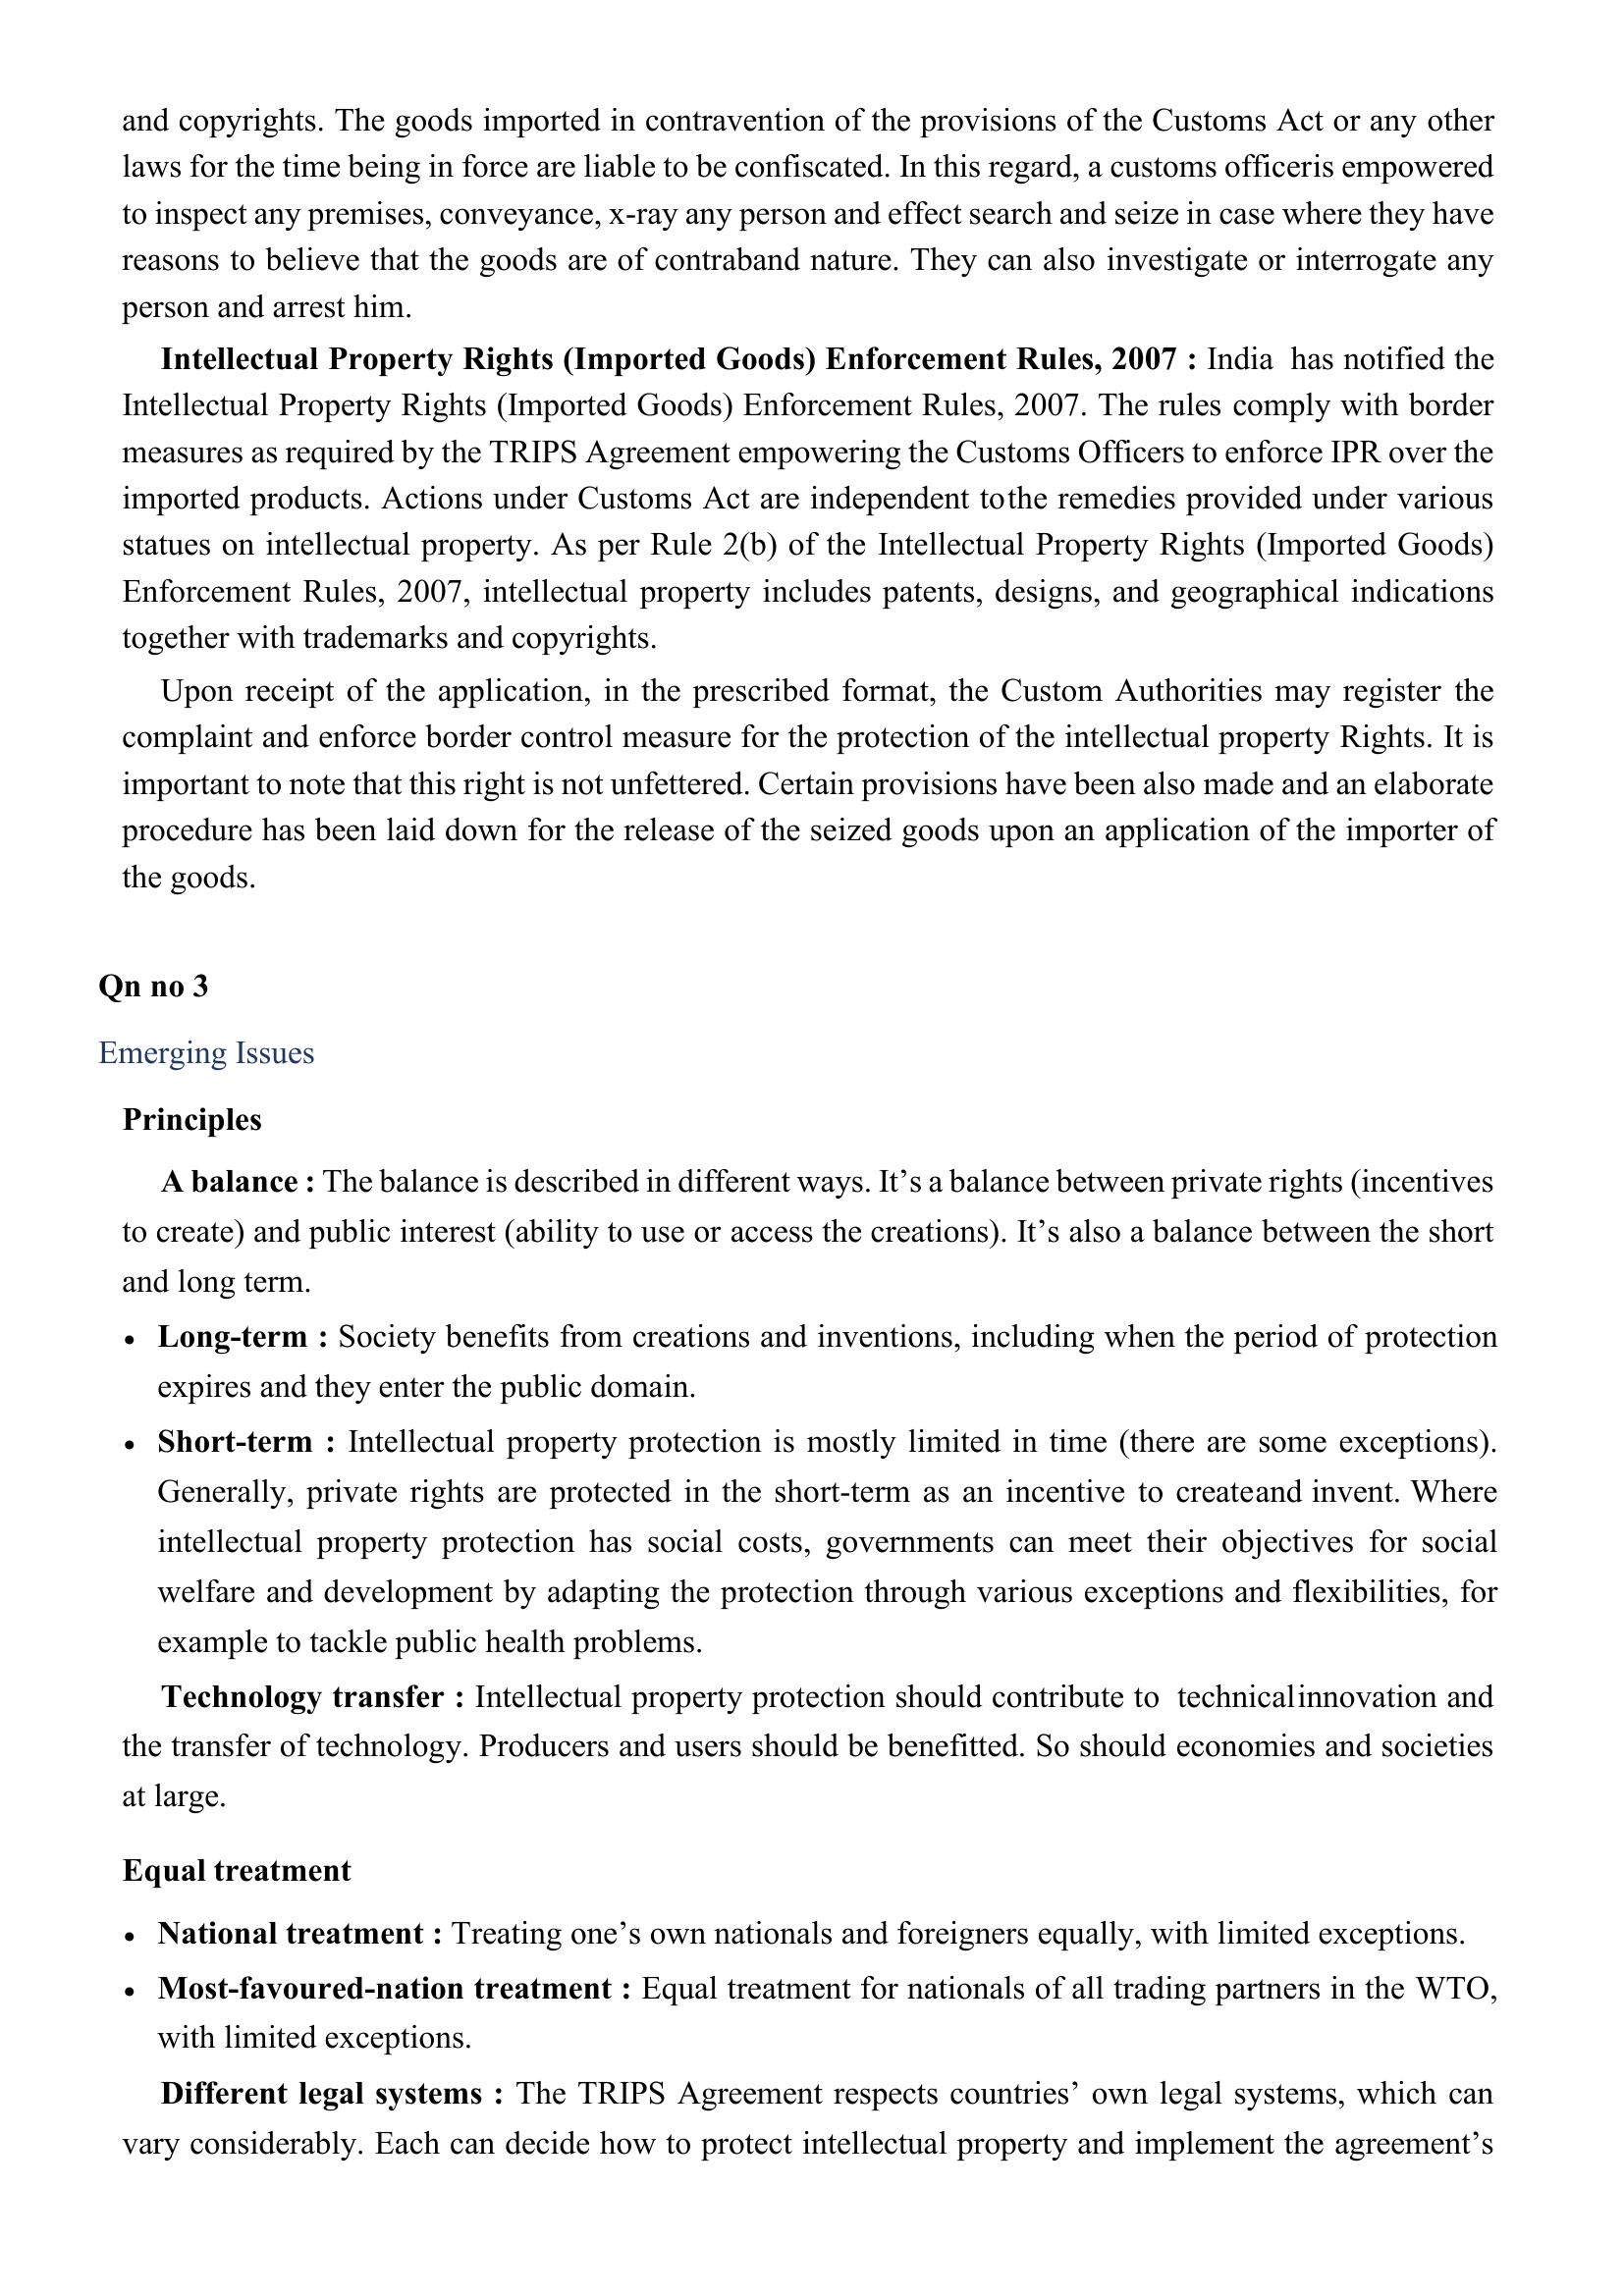 and copyrights. The goods imported in contravention of the provisions of the Customs Act or any other
laws for the time being in force are liable to be confiscated. In this regard, a customs officeris empowered
to inspect any premises, conveyance, x-ray any person and effect search and seize in case where they have
reasons to believe that the goods are of contraband nature. They can also investigate or interrogate any
person and arrest him.
Intellectual Property Rights (Imported Goods) Enforcement Rules, 2007 : India has notified the
Intellectual Property Rights (Imported Goods) Enforcement Rules, 2007. The rules comply with border
measures as required by the TRIPS Agreement empowering the Customs Officers to enforce IPR over the
imported products. Actions under Customs Act are independent tothe remedies provided under various
statues on intellectual property. As per Rule 2(b) of the Intellectual Property Rights (Imported Goods)
Enforcement Rules, 2007, intellectual property includes patents, designs, and geographical indications
together with trademarks and copyrights.
Upon receipt of the application, in the prescribed format, the Custom Authorities may register the
complaint and enforce border control measure for the protection of the intellectual property Rights. It is
important to note that this right is not unfettered. Certain provisions have been also made and an elaborate
procedure has been laid down for the release of the seized goods upon an application of the importer of
the goods.
Qn no 3
Emerging Issues
Principles
A balance : The balance is described in different ways. It’s a balance between private rights (incentives
to create) and public interest (ability to use or access the creations). It’s also a balance between the short
and long term.
• Long-term : Society benefits from creations and inventions, including when the period of protection
expires and they enter the public domain.
• Short-term : Intellectual property protection is mostly limited in time (there are some exceptions).
Generally, private rights are protected in the short-term as an incentive to createand invent. Where
intellectual property protection has social costs, governments can meet their objectives for social
welfare and development by adapting the protection through various exceptions and flexibilities, for
example to tackle public health problems.
Technology transfer : Intellectual property protection should contribute to technicalinnovation and
the transfer of technology. Producers and users should be benefitted. So should economies and societies
at large.
Equal treatment
• National treatment : Treating one’s own nationals and foreigners equally, with limited exceptions.
• Most-favoured-nation treatment : Equal treatment for nationals of all trading partners in the WTO,
with limited exceptions.
Different legal systems : The TRIPS Agreement respects countries’ own legal systems, which can
vary considerably. Each can decide how to protect intellectual property and implement the agreement’s